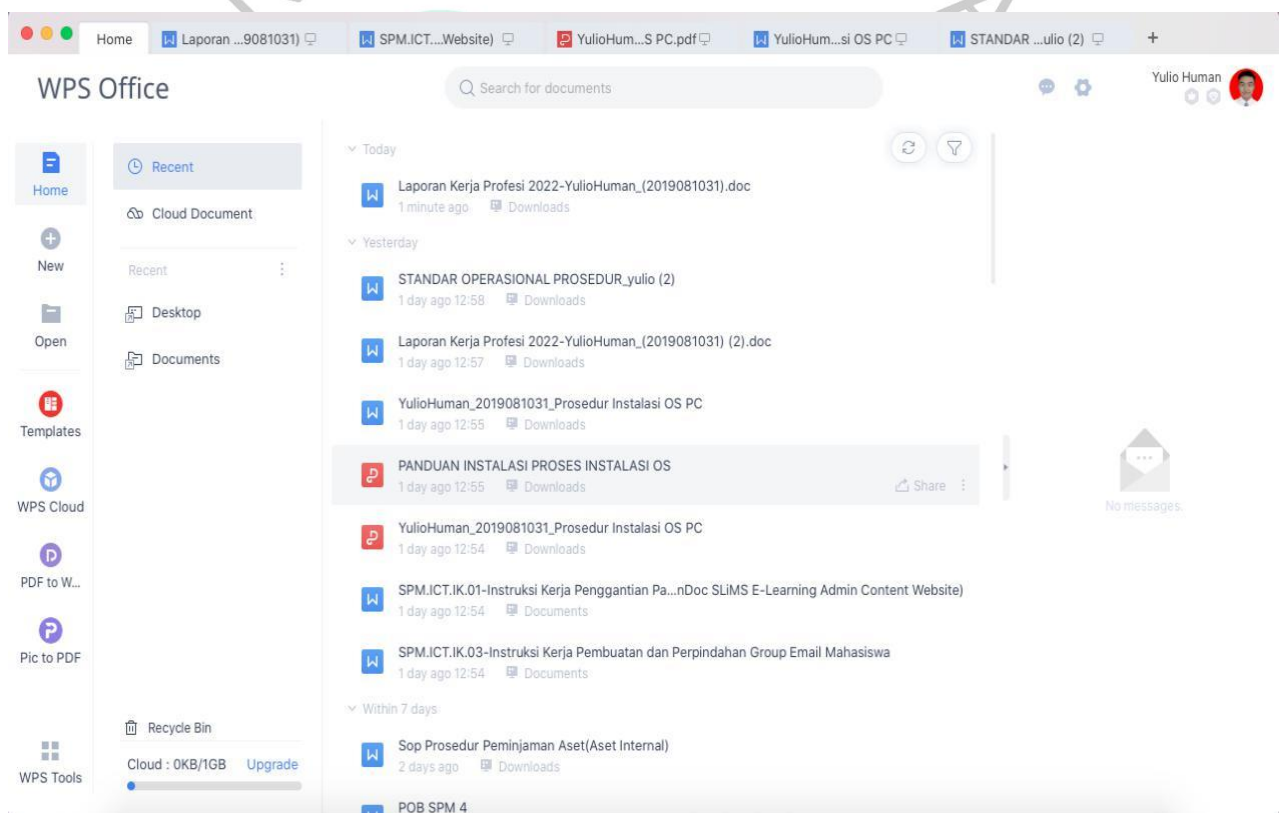 Home
Laporan ...9081031)
SPM.ICT....Website)
YulioHum...S PC.pdf
YulioHum...si OS PC
STANDAR ...ulio (2)
+
WPS Office
Search for documents
Yulio Human
Home
New
Open
Templates
WPS Cloud
PDF to W...
Pic to PDF
WPS Tools
Recent
Cloud Document
Recent
Desktop
Documents
Recycle Bin
Cloud : 0KB/1GB Upgrade
Today
Laporan Kerja Profesi 2022-YulioHuman_(2019081031).doc
1 minute ago Downloads
Yesterday
STANDAR OPERASIONAL PROSEDUR_yulio (2)
1 day ago 12:58 Downloads
Laporan Kerja Profesi 2022-YulioHuman_(2019081031) (2).doc
1 day ago 12:57 Downloads
YulioHuman_2019081031_Prosedur Instalasi OS PC
1 day ago 12:55 Downloads
PANDUAN INSTALASI PROSES INSTALASI OS
1 day ago 12:55 Downloads Share
YulioHuman_2019081031_Prosedur Instalasi OS PC
1 day ago 12:54 Downloads
SPM.ICT.IK.01-Instruksi Kerja Penggantian Pa...nDoc SLiMS E-Learning Admin Content Website)
1 day ago 12:54 Documents
SPM.ICT.IK.03-Instruksi Kerja Pembuatan dan Perpindahan Group Email Mahasiswa
1 day ago 12:54 Documents
Within 7 days
Sop Prosedur Peminjaman Aset(Aset Internal)
2 days ago Downloads
POB SPM 4
No messages.